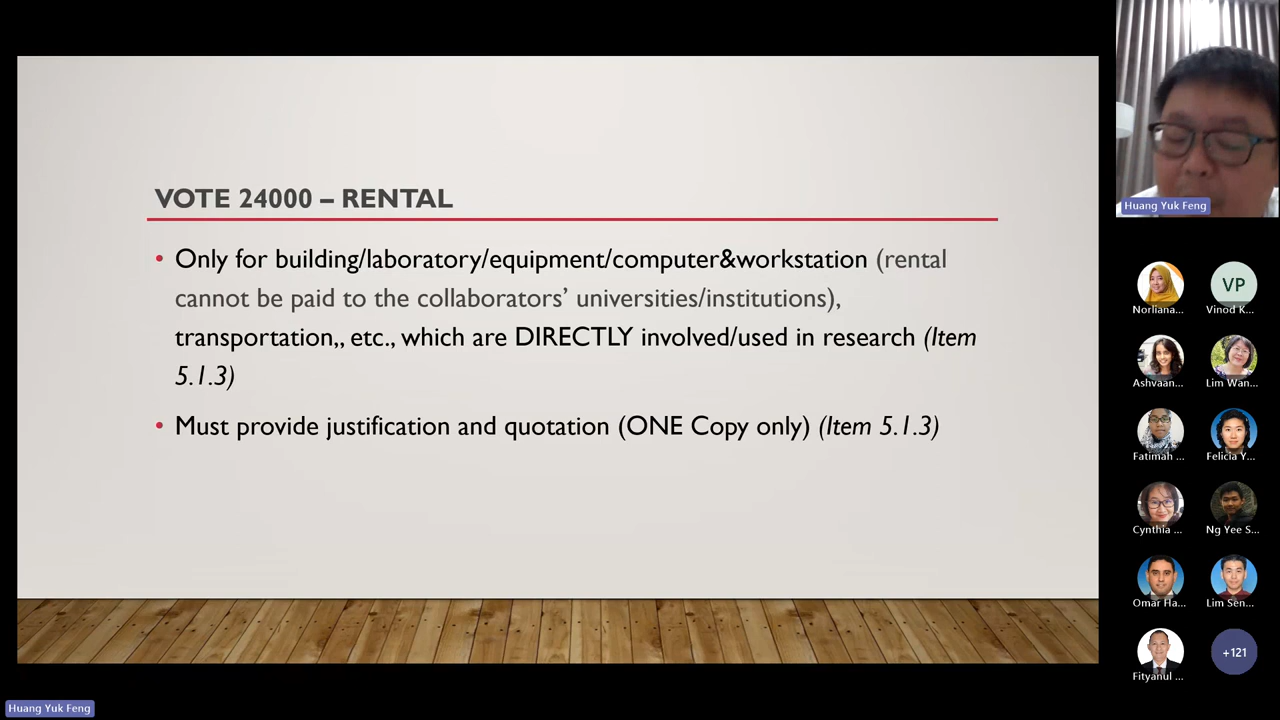 VOTE 24000 – RENTAL
• Only for building/laboratory/equipment/computer&workstation (rental
cannot be paid to the collaborators’ universities/institutions),
transportation,, etc., which are DIRECTLY involved/used in research (Item
5.1.3)
• Must provide justification and quotation (ONE Copy only) (Item 5.1.3)
Huang Yuk Feng
VP
Norliana...
Vinod K...
Ashvaan...
Lim Wan...
Fatimah ...
Felicia Y...
Cynthia ...
Ng Yee S...
Omar Ha...
Lim Sen...
+121
Fityanul ...
Huang Yuk Feng